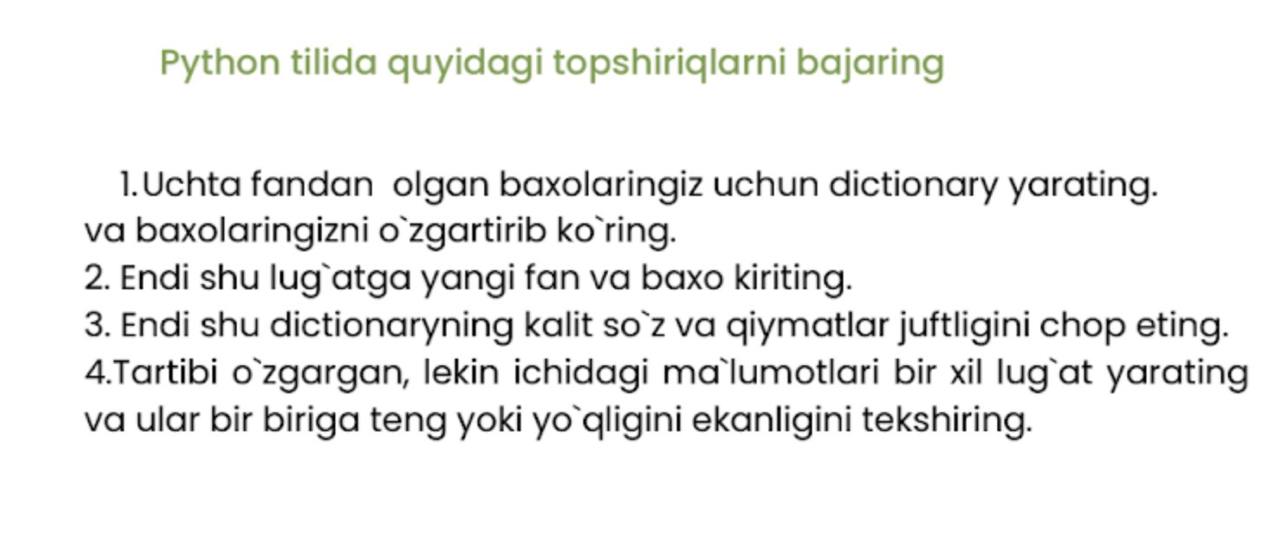 Python tilida quyidagi topshiriqlarni bajaring
1.Uchta fandan olgan baxolaringiz uchun dictionary yarating.
va baxolaringizni o`zgartirib ko`ring.
2. Endi shu lug`atga yangi fan va baxo kiriting.
3. Endi shu dictionaryning kalit so`z va qiymatlar juftligini chop eting.
4.Tartibi o`zgargan, lekin ichidagi ma`lumotlari bir xil lug`at yarating
va ular bir biriga teng yoki yo`qligini ekanligini tekshiring.